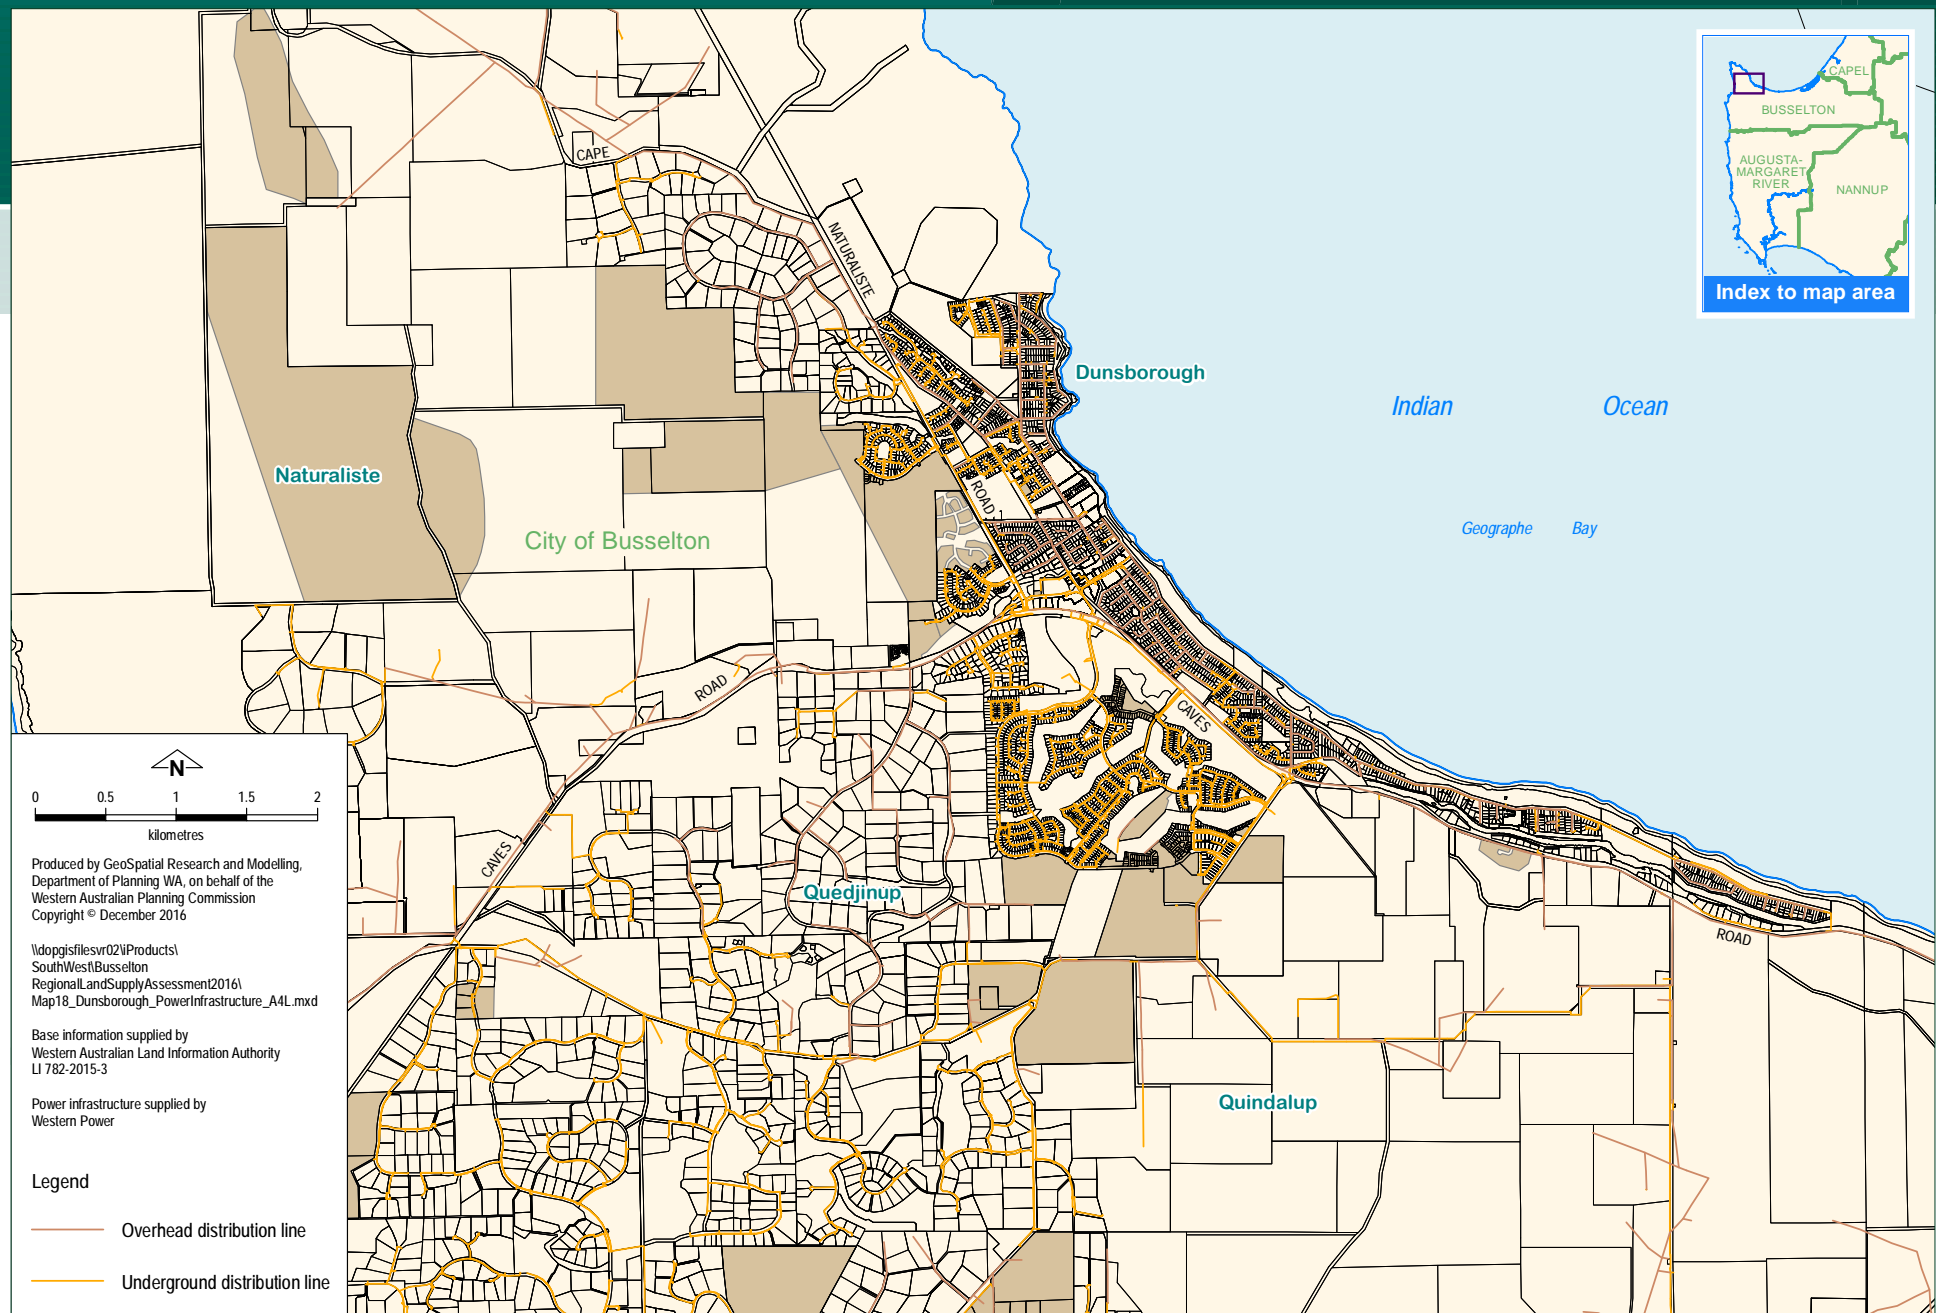 CAPE
NATURALISTE
ROAD
CAPEL
BUSSELTON
AUGUSTA-
MARGARET
RIVER
NANNUP
Index to map area
Dunsborough
Indian Ocean
Geographe Bay
Naturaliste
City of Busselton
ROAD
CAVES
CAVES
Quedjinup
ROAD
Quindalup
N
0 0.5 1 1.5 2
kilometres
Produced by GeoSpatial Research and Modelling,
Department of Planning WA, on behalf of the
Western Australian Planning Commission
Copyright © December 2016
\\dopgisfilesvr02\iProducts\
SouthWest\Busselton
RegionalLandSupplyAssessment2016\
Map18_Dunsborough_PowerInfrastructure_A4L.mxd
Base information supplied by
Western Australian Land Information Authority
LI 782-2015-3
Power infrastructure supplied by
Western Power
Legend
Overhead distribution line
Underground distribution line